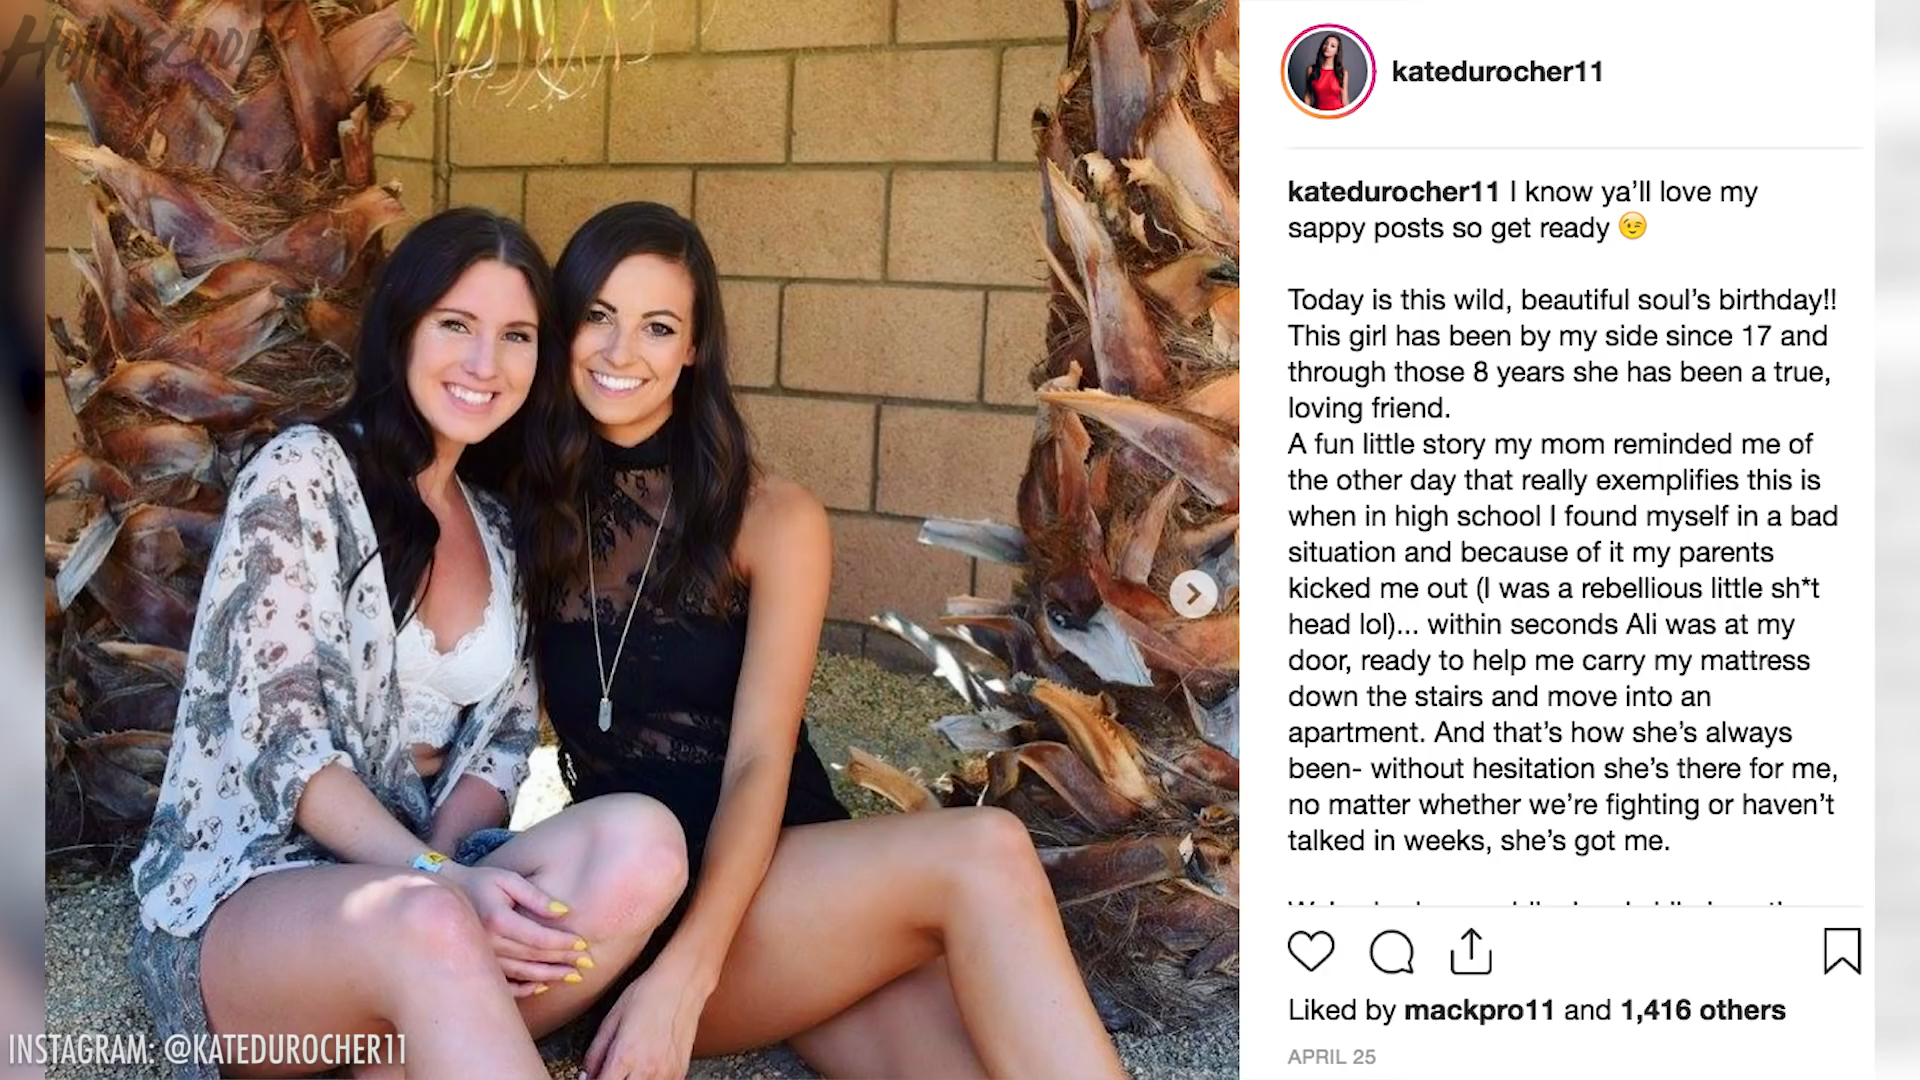 HOLLYSCOOP
katedurocher11
katedurocher11 I know ya’ll love my
sappy posts so get ready 😉
Today is this wild, beautiful soul’s birthday!!
This girl has been by my side since 17 and
through those 8 years she has been a true,
loving friend.
A fun little story my mom reminded me of
the other day that really exemplifies this is
when in high school I found myself in a bad
situation and because of it my parents
kicked me out (I was a rebellious little sh*t
head lol)... within seconds Ali was at my
door, ready to help me carry my mattress
down the stairs and move into an
apartment. And that’s how she’s always
been- without hesitation she’s there for me,
no matter whether we’re fighting or haven’t
talked in weeks, she’s got me.
Liked by mackpro11 and 1,416 others
APRIL 25
INSTAGRAM: @KATEDUROCHER11